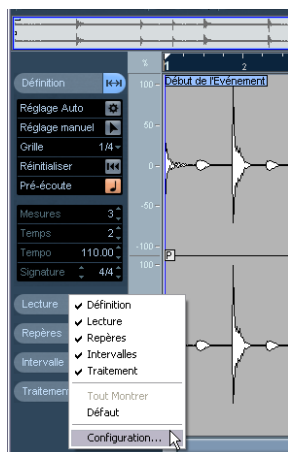 %
1
2
Définition
100
Début de l'Evénement
Réglage Auto
Réglage manuel
50
Grille 1/4
Réinitialiser
0
Pré-écoute
Mesures 3
-50
Temps 2
Tempo 110.00
-100
Signature 4/4
100
P
Lecture
Repères
Intervalle
Traitemen
Définition
Lecture
Repères
Intervalles
Traitement
Tout Montrer
Défaut
Configuration...